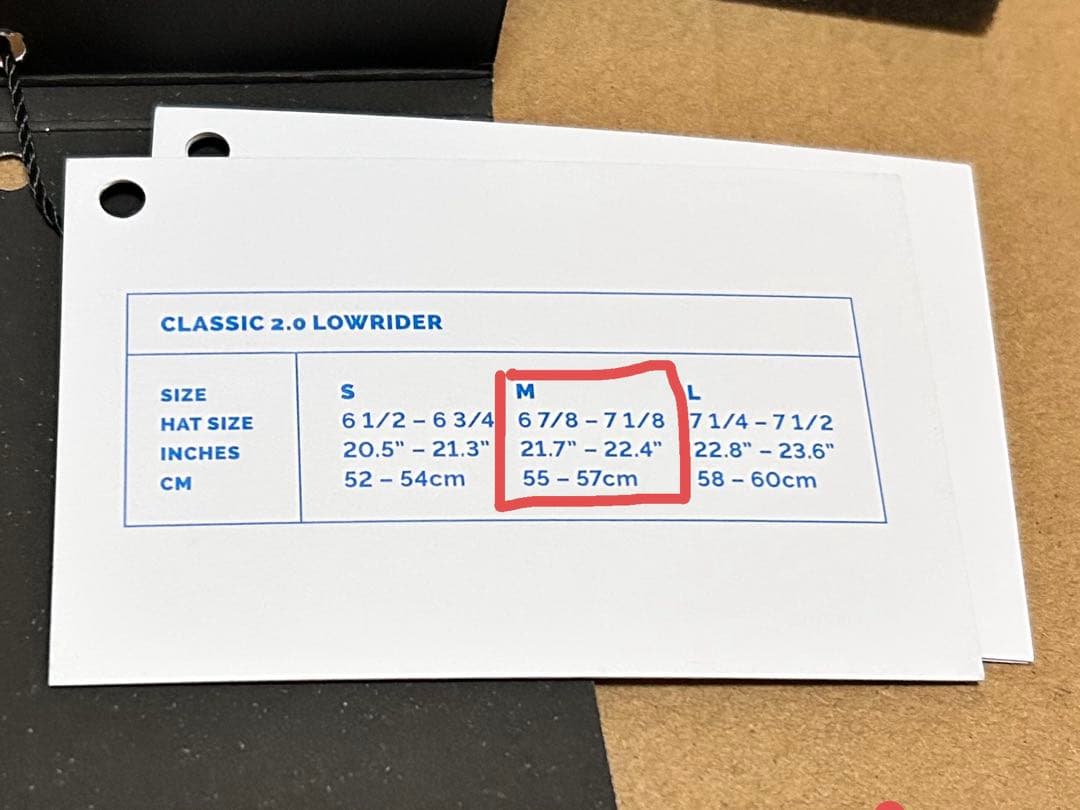 CLASSIC 2.0 LOWRIDER
SIZE S M L
HAT SIZE 6 1/2 – 6 3/4 6 7/8 – 7 1/8 7 1/4 – 7 1/2
INCHES 20.5" – 21.3" 21.7" – 22.4" 22.8" – 23.6"
CM 52 – 54cm 55 – 57cm 58 – 60cm